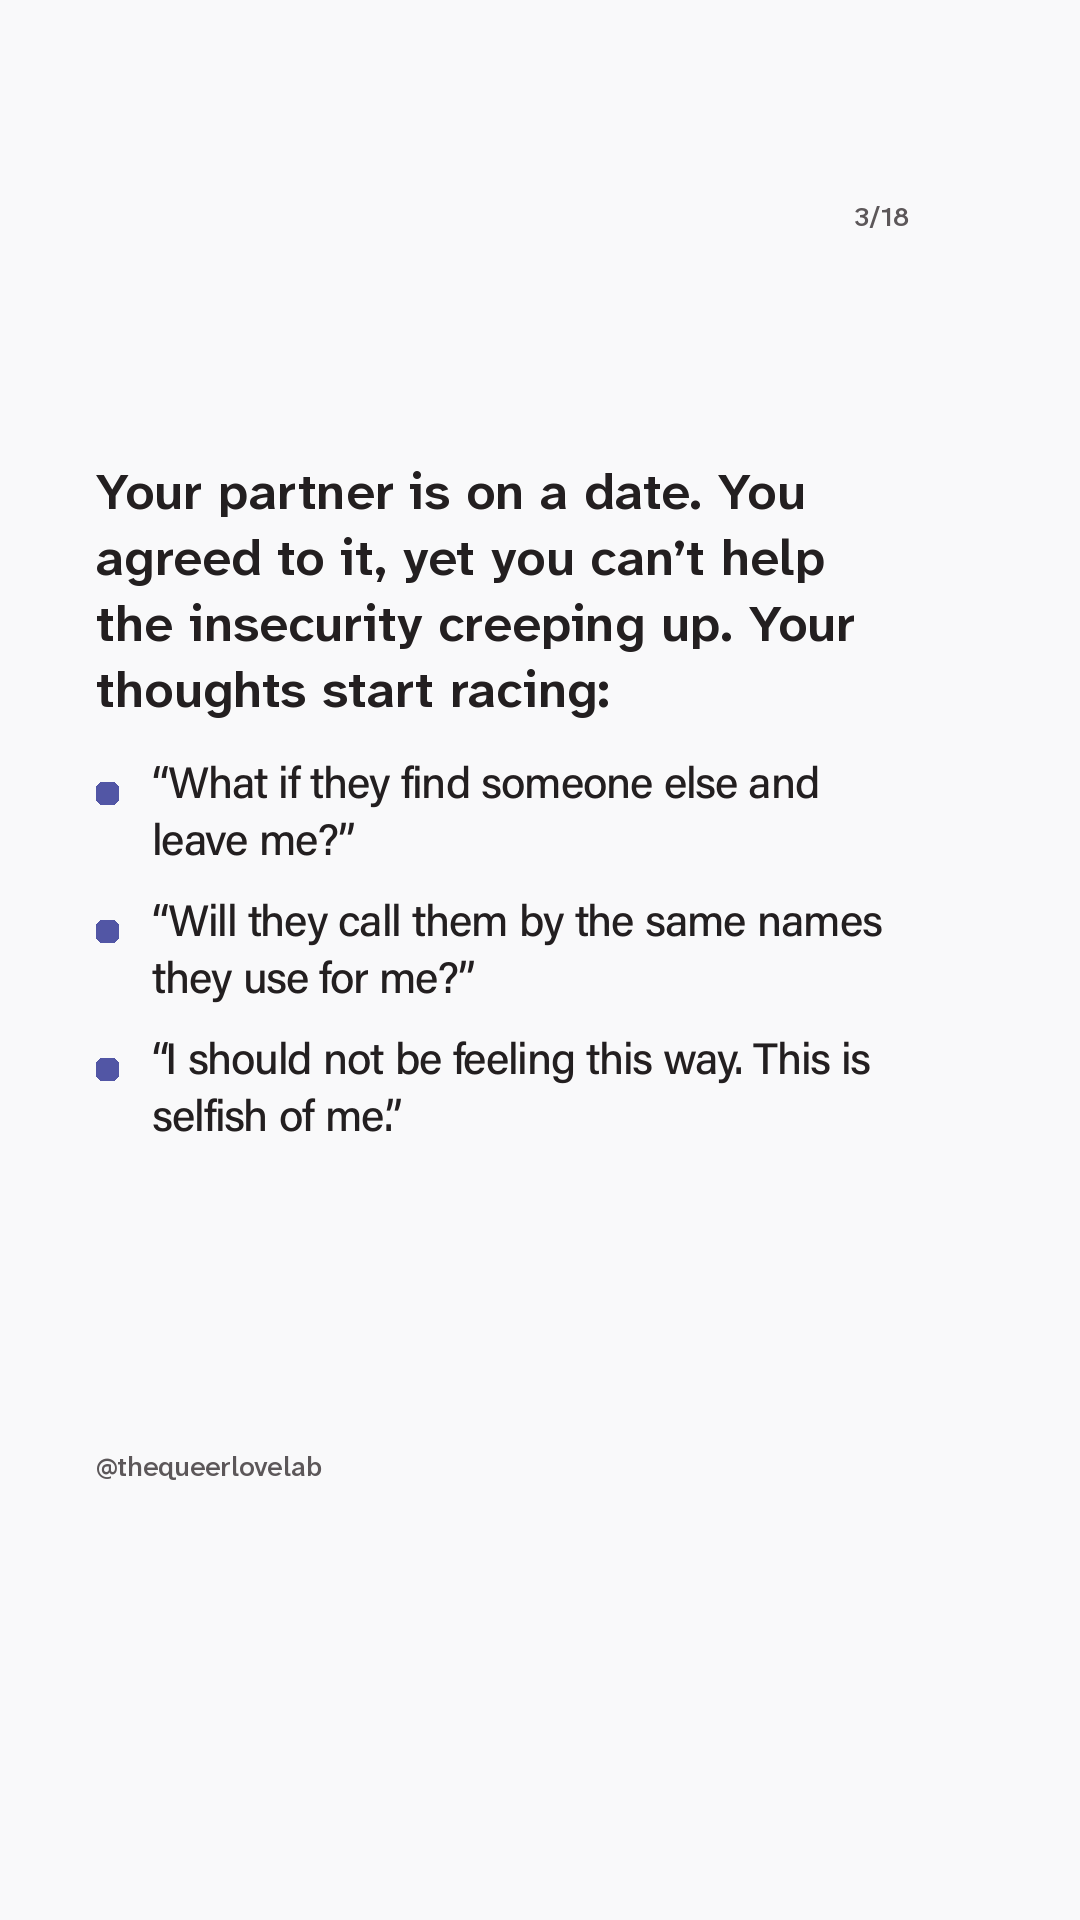 3/18
Your partner is on a date. You
agreed to it, yet you can’t help
the insecurity creeping up. Your
thoughts start racing:
“What if they find someone else and
leave me?”
“Will they call them by the same names
they use for me?”
“I should not be feeling this way. This is
selfish of me.”
@thequeerlovelab